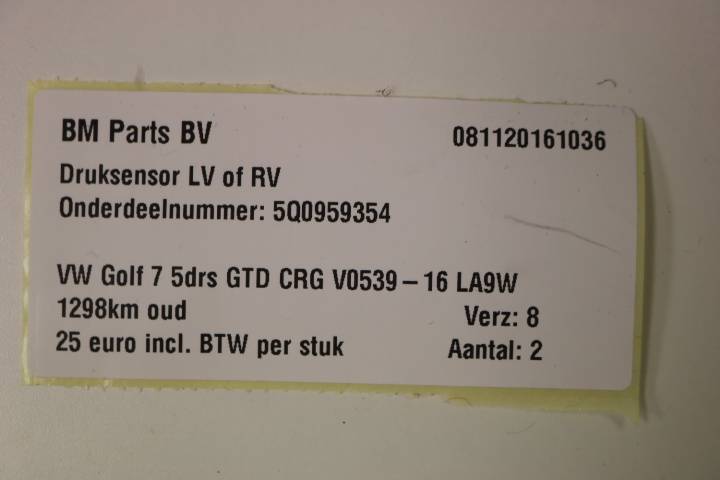 BM Parts BV 081120161036
Druksensor LV of RV
Onderdeelnummer: 5Q0959354
VW Golf 7 5drs GTD CRG V0539 – 16 LA9W
1298km oud Verz: 8
25 euro incl. BTW per stuk Aantal: 2